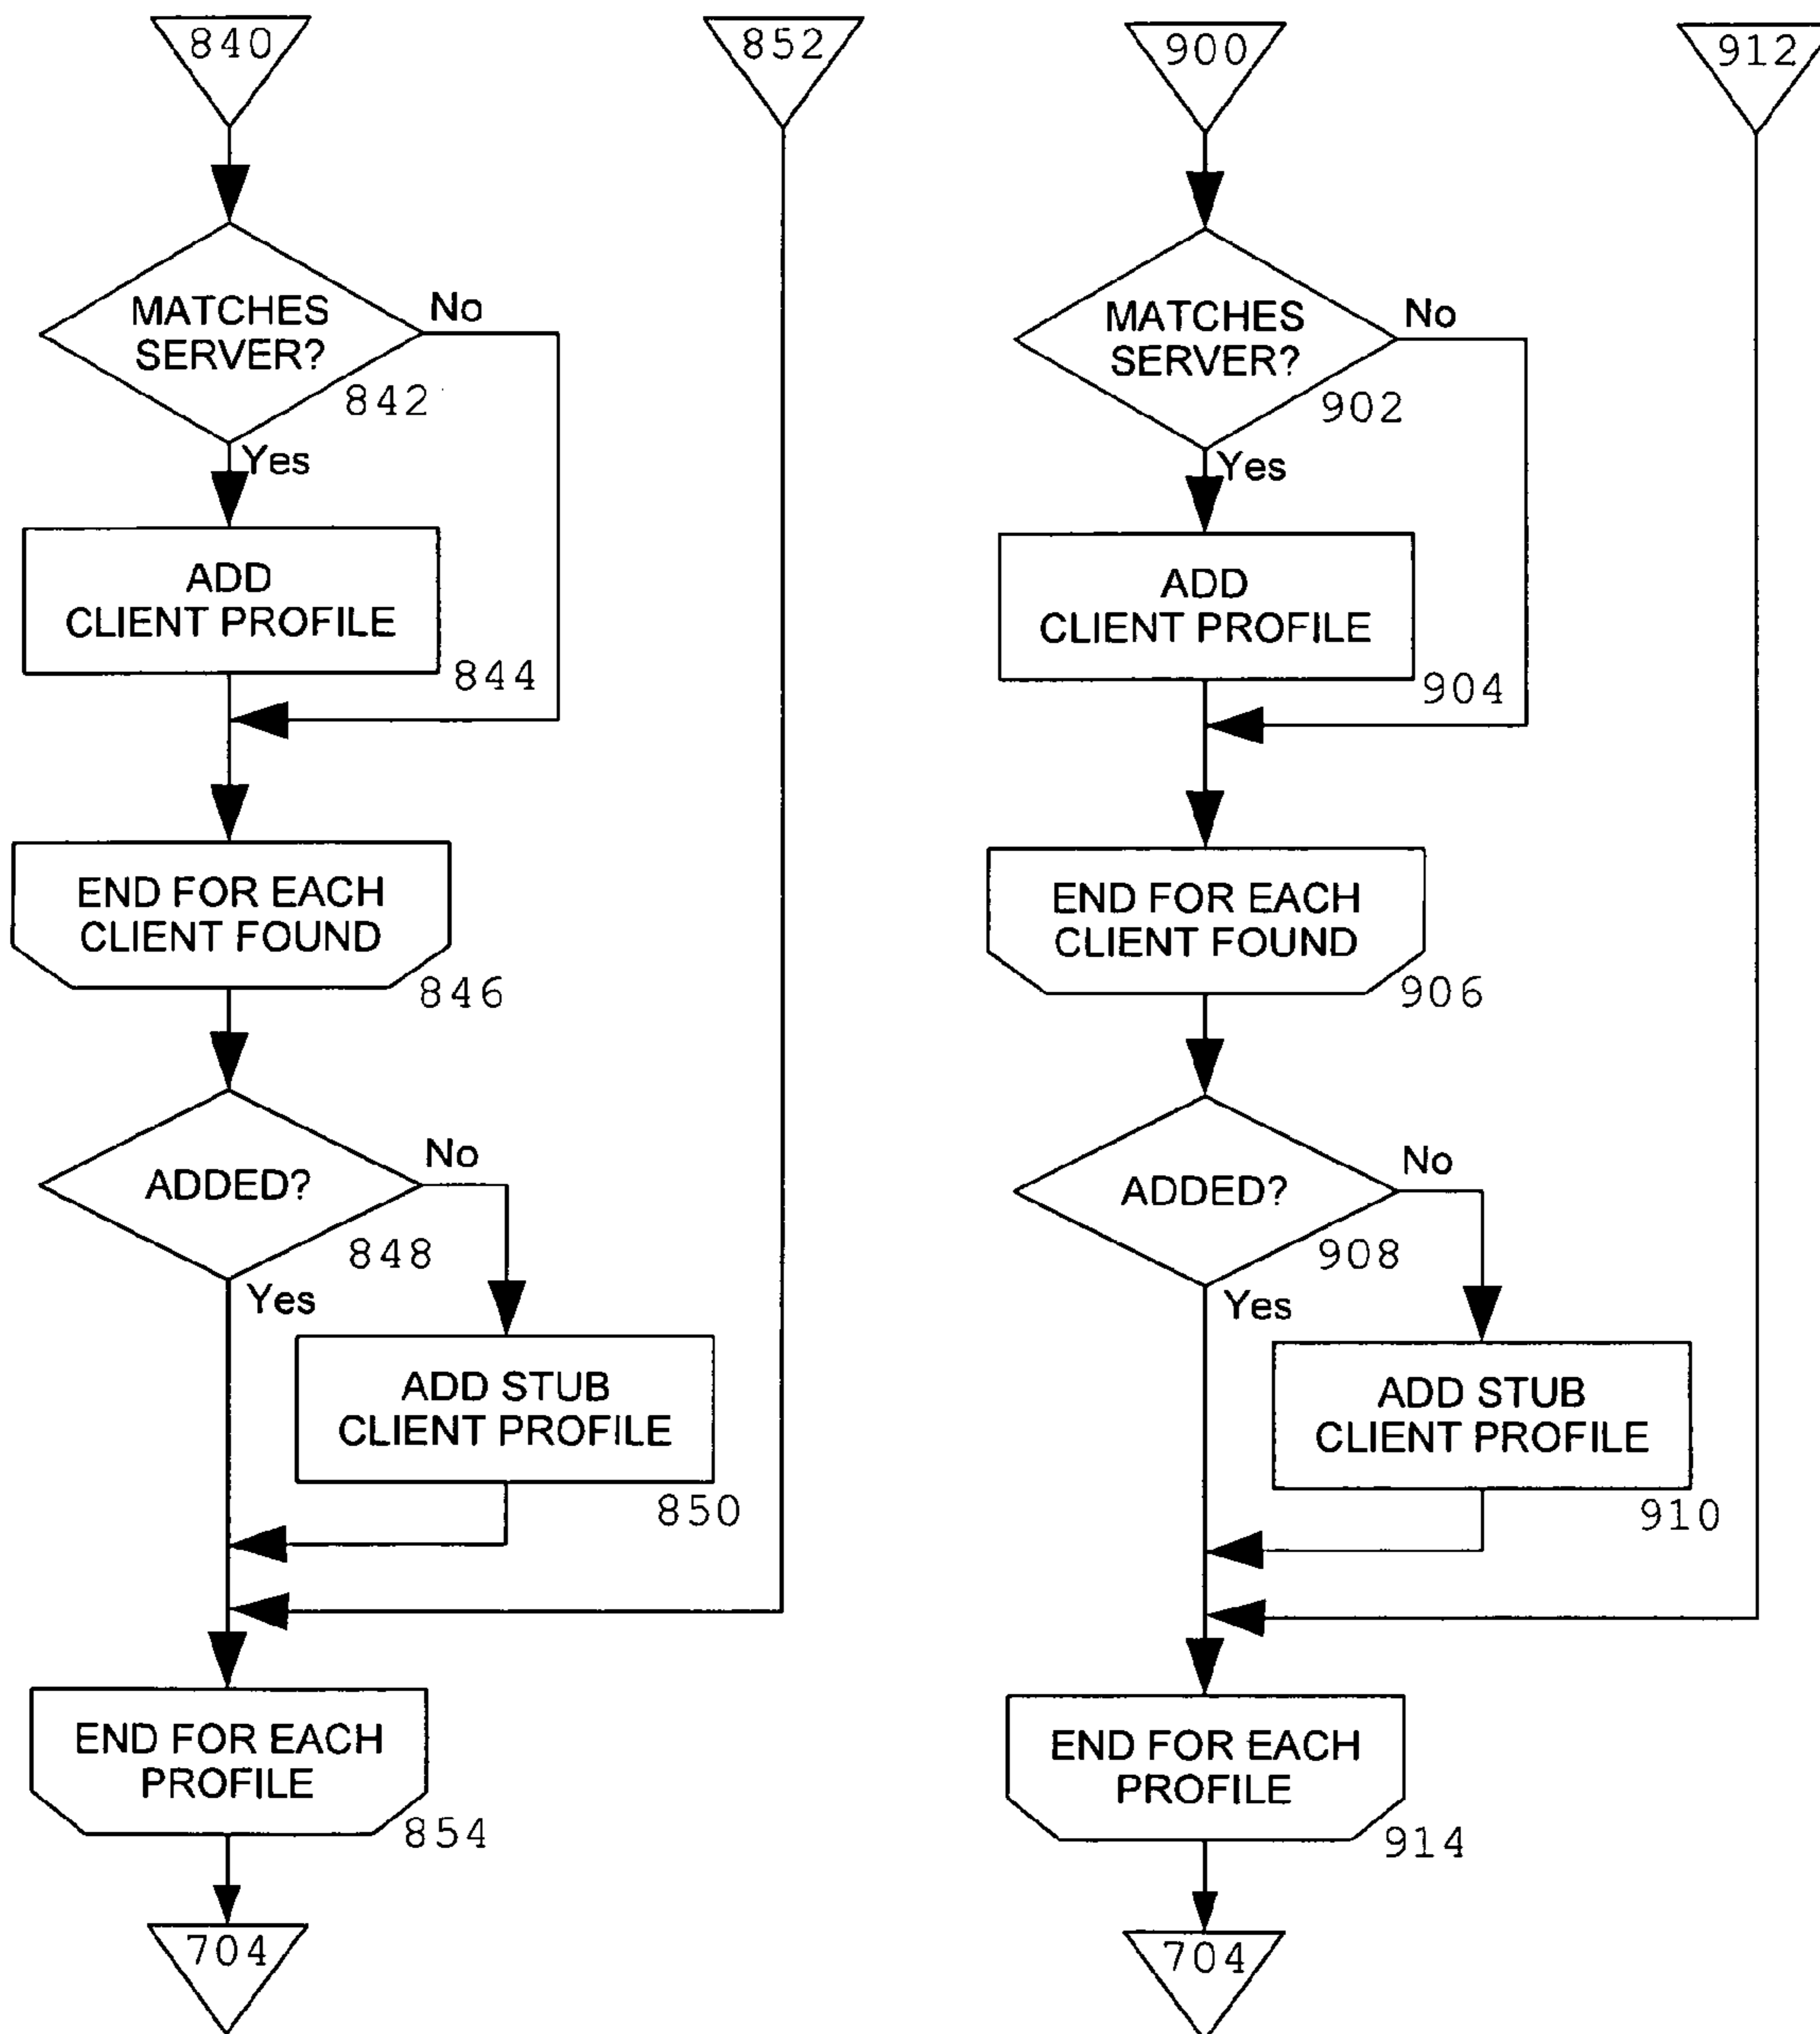 840
852
MATCHES
SERVER?
No
842
Yes
ADD
CLIENT PROFILE
844
END FOR EACH
CLIENT FOUND
846
ADDED?
No
848
Yes
ADD STUB
CLIENT PROFILE
850
END FOR EACH
PROFILE
854
704
900
912
MATCHES
SERVER?
No
902
Yes
ADD
CLIENT PROFILE
904
END FOR EACH
CLIENT FOUND
906
ADDED?
No
908
Yes
ADD STUB
CLIENT PROFILE
910
END FOR EACH
PROFILE
914
704